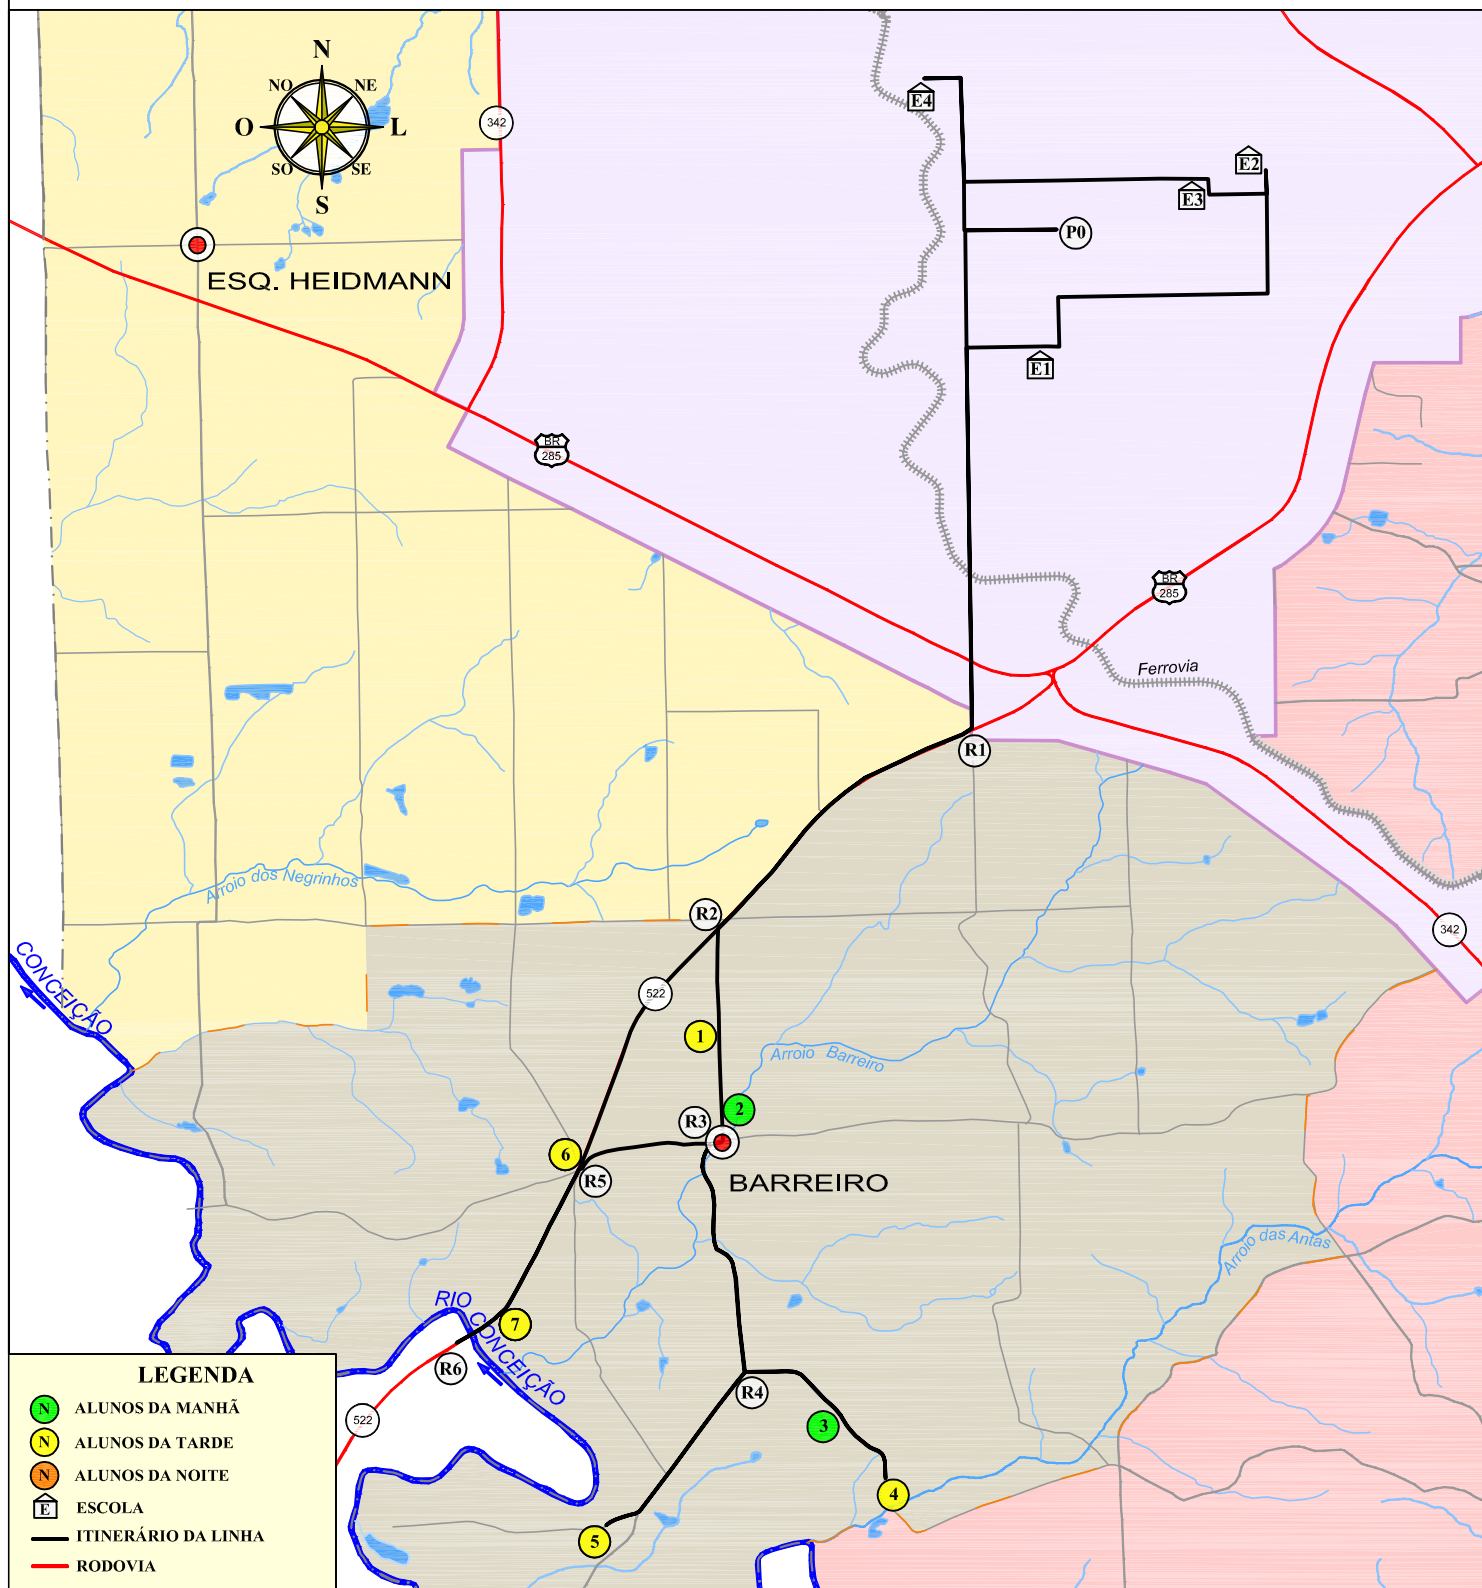 N
NO
NE
O
L
SO
SE
S
342
E4
E2
E3
P0
ESQ. HEIDMANN
E1
BR
285
BR
285
Ferrovia
R1
Arroio dos Negrinhos
R2
342
CONCEIÇÃO
522
1
Arroio Barreiro
2
R3
6
R5
BARREIRO
Arroio das Antas
RIO CONCEIÇÃO
7
R6
R4
3
522
4
5
LEGENDA
N ALUNOS DA MANHÃ
N ALUNOS DA TARDE
N ALUNOS DA NOITE
E ESCOLA
ITINERÁRIO DA LINHA
RODOVIA